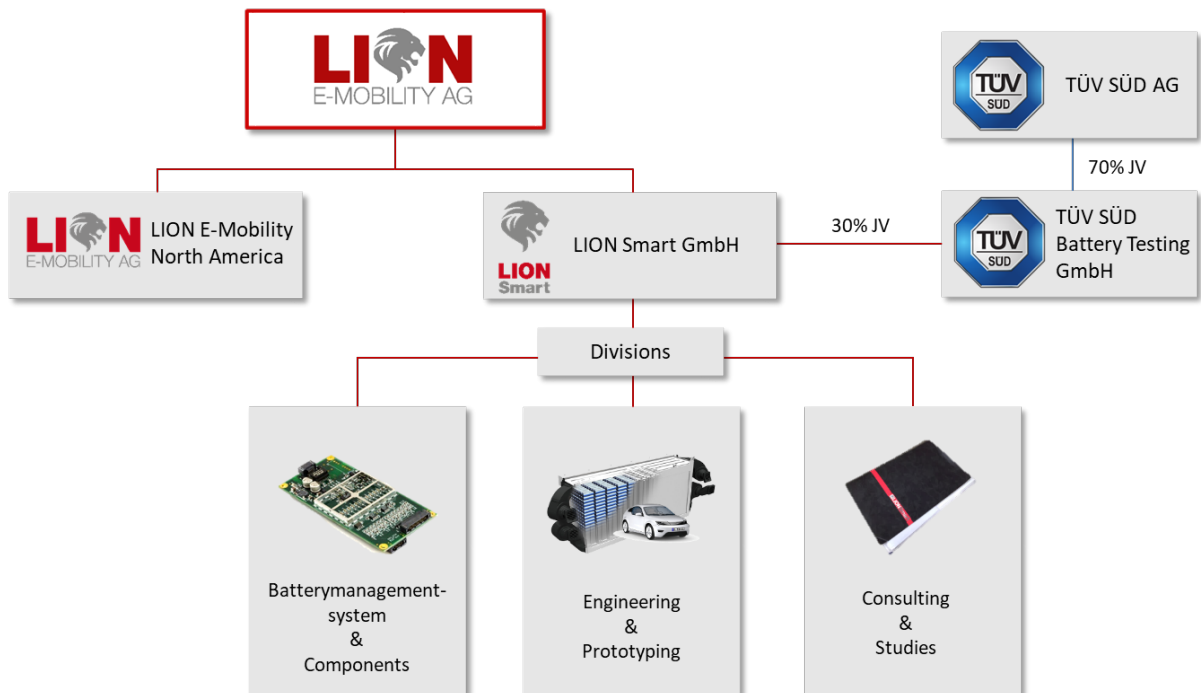 LION
E-MOBILITY AG
TÜV
SÜD
TÜV SÜD AG
70% JV
LION
E-MOBILITY AG
LION E-Mobility
North America
LION
Smart
LION Smart GmbH
30% JV
TÜV
SÜD
TÜV SÜD
Battery Testing
GmbH
Divisions
Batterymanagement-
system
&
Components
Engineering
&
Prototyping
Consulting
&
Studies